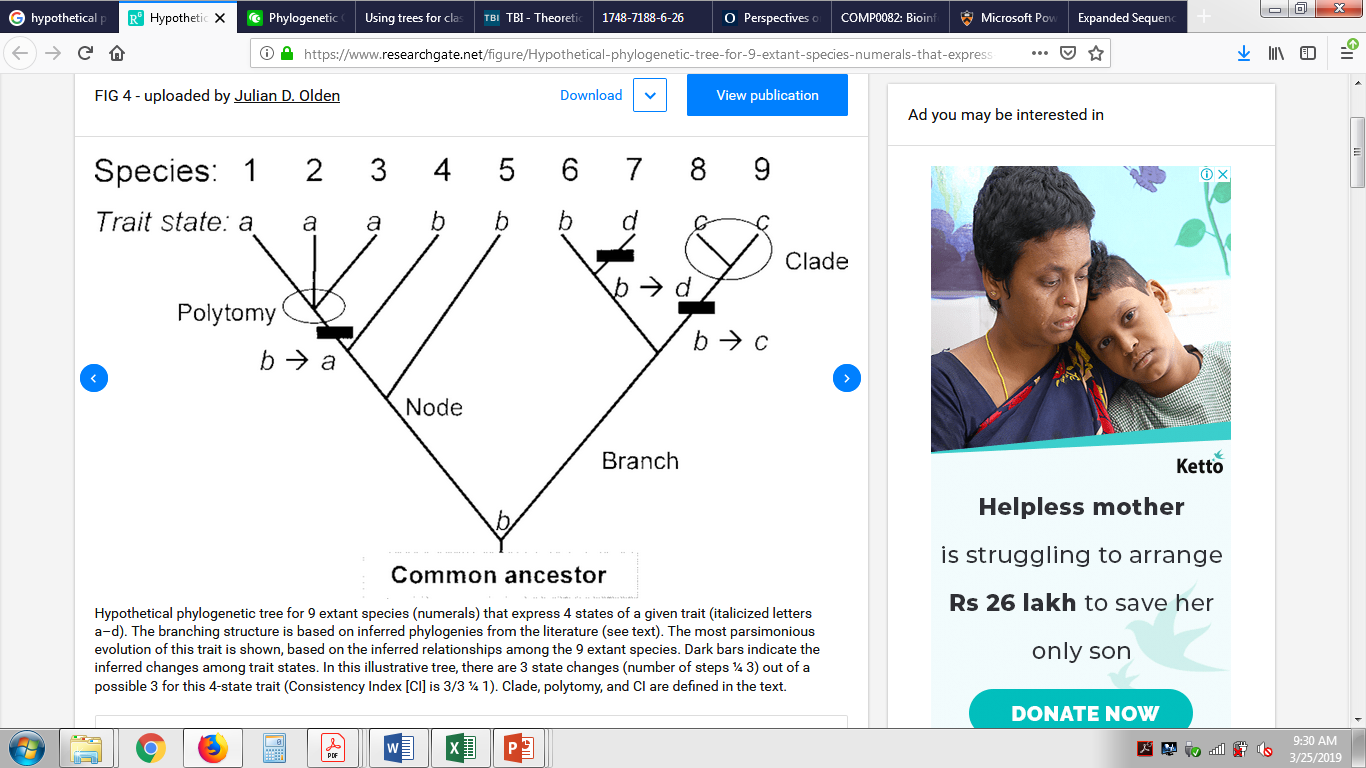 hypothetical p
Hypothetic
Phylogenetic
Using trees for clas
TBI TBI - Theoretic
1748-7188-6-26
Perspectives o
COMP0082: Bioinf
Microsoft Pow
Expanded Sequenc
https://www.researchgate.net/figure/Hypothetical-phylogenetic-tree-for-9-extant-species-numerals-that-express
FIG 4 - uploaded by Julian D. Olden
Download
View publication
Species: 1 2 3 4 5 6 7 8 9
Trait State: a a a b b b d c c
Clade
b → d
Polytomy
b → c
b → a
Node
Branch
b
Common ancestor
Hypothetical phylogenetic tree for 9 extant species (numerals) that express 4 states of a given trait (italicized letters
a–d). The branching structure is based on inferred phylogenies from the literature (see text). The most parsimonious
evolution of this trait is shown, based on the inferred relationships among the 9 extant species. Dark bars indicate the
inferred changes among trait states. In this illustrative tree, there are 3 state changes (number of steps ¼ 3) out of a
possible 3 for this 4-state trait (Consistency Index [CI] is 3/3 ¼ 1). Clade, polytomy, and CI are defined in the text.
Ad you may be interested in
Ketto
Helpless mother
is struggling to arrange
Rs 26 lakh to save her
only son
DONATE NOW
9:30 AM
3/25/2019